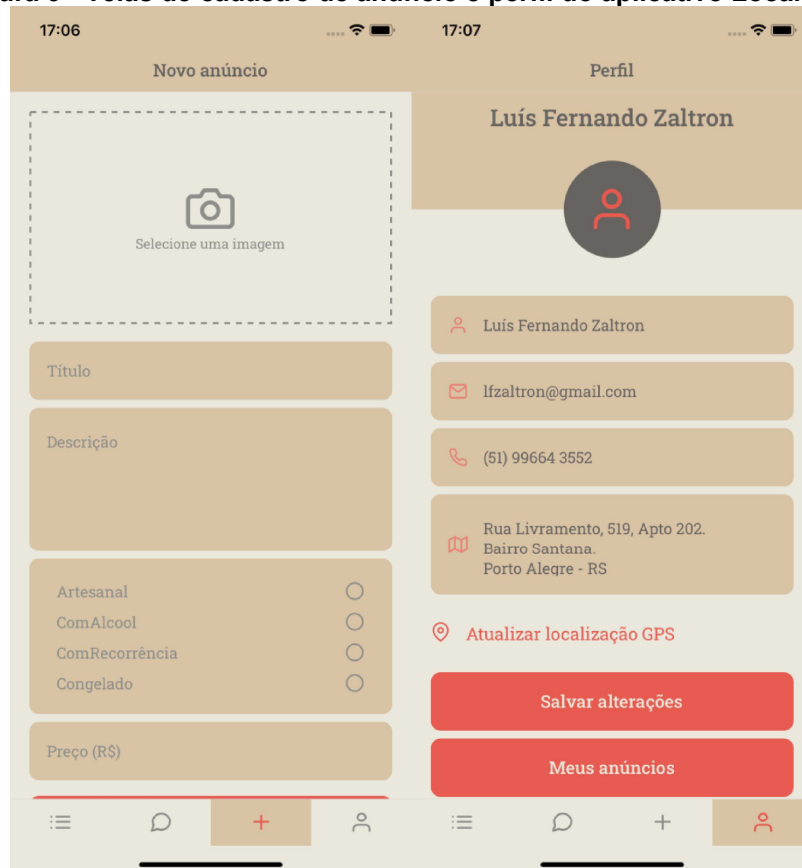 17:06
Novo anúncio
Selecione uma imagem
Título
Descrição
Artesanal
ComAlcool
ComRecorrência
Congelado
Preço (R$)
17:07
Perfil
Luís Fernando Zaltron
Luís Fernando Zaltron
lfzaltron@gmail.com
(51) 99664 3552
Rua Livramento, 519, Apto 202.
Bairro Santana.
Porto Alegre - RS
Atualizar localização GPS
Salvar alterações
Meus anúncios